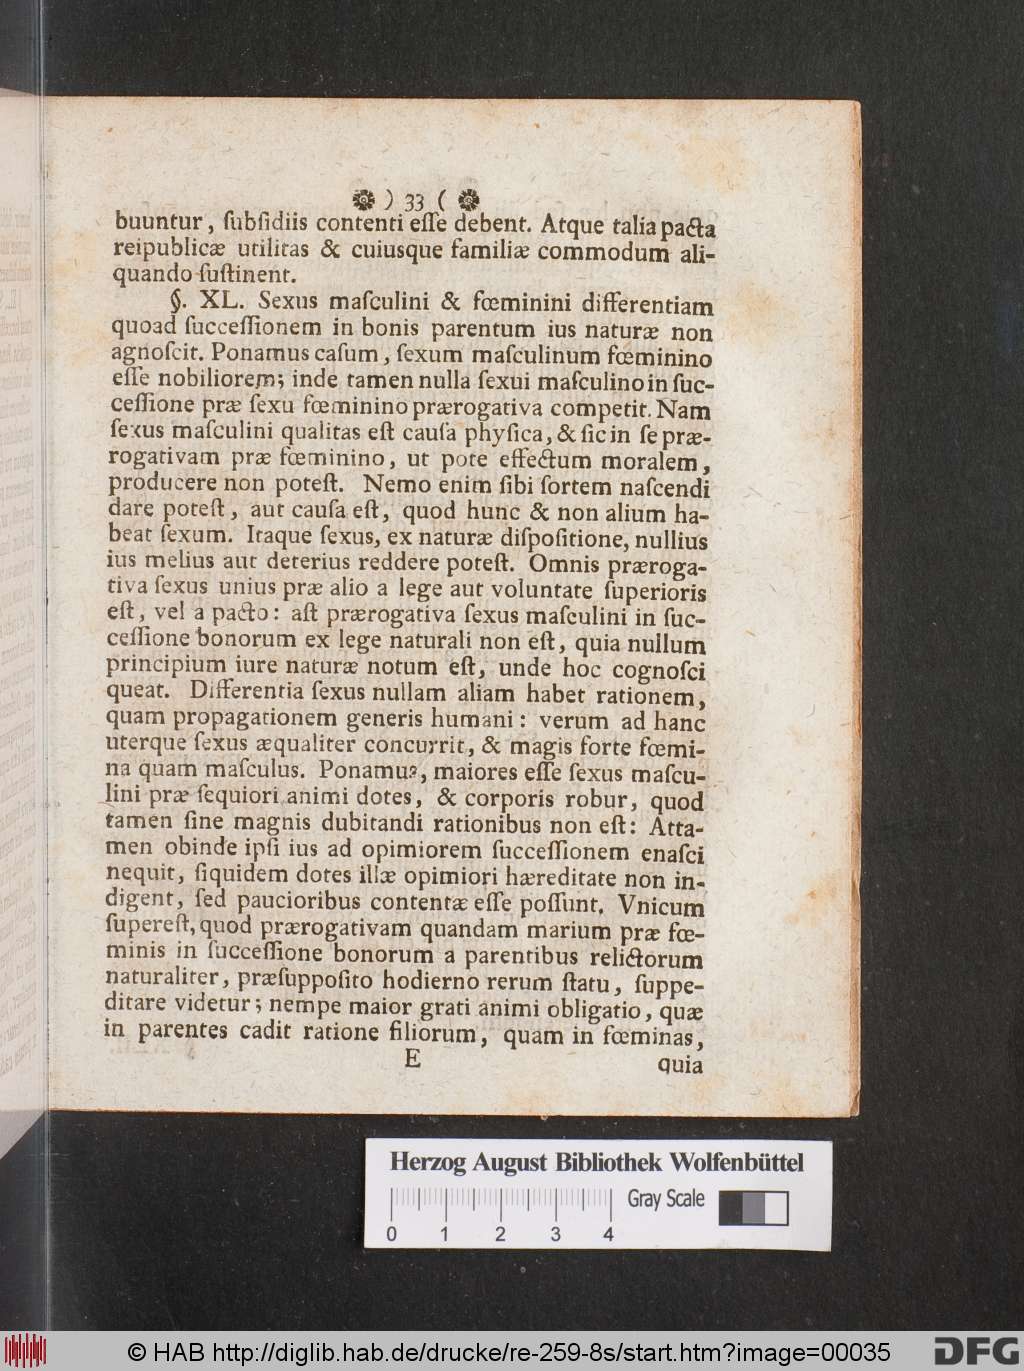 ) 33 (
buuntur, ſubſidiis contenti eſſe debent. Atque talia pacta
reipublicæ utilitas & cuiusque familiæ commodum ali-
quando ſuſtinent.
§. XL. Sexus maſculini & fœminini differentiam
quoad ſucceſſionem in bonis parentum ius naturæ non
agnoſcit. Ponamus caſum, ſexum maſculinum fœminino
eſſe nobiliorem; inde tamen nulla ſexui maſculino in ſuc-
ceſſione præ ſexu fœminino prærogativa competit. Nam
ſexus maſculini qualitas eſt cauſa phyſica, & ſic in ſe præ-
rogativam præ fœminino, ut pote effectum moralem,
producere non poteſt. Nemo enim ſibi ſortem naſcendi
dare poteſt, aut cauſa eſt, quod hunc & non alium ha-
beat ſexum. Itaque ſexus, ex naturæ diſpoſitione, nullius
ius melius aut deterius reddere poteſt. Omnis præroga-
tiva ſexus unius præ alio a lege aut voluntate ſuperioris
eſt, vel a pacto: aſt prærogativa ſexus maſculini in ſuc-
ceſſione bonorum ex lege naturali non eſt, quia nullum
principium iure naturæ notum eſt, unde hoc cognoſci
queat. Differentia ſexus nullam aliam habet rationem,
quam propagationem generis humani: verum ad hanc
uterque ſexus æqualiter concurrit, & magis forte fœmi-
na quam maſculus. Ponamus, maiores eſſe ſexus maſcu-
lini præ ſequiori animi dotes, & corporis robur, quod
tamen ſine magnis dubitandi rationibus non eſt: Atta-
men obinde ipſi ius ad opimiorem ſucceſſionem enaſci
nequit, ſiquidem dotes illæ opimiori hæreditate non in-
digent, ſed paucioribus contentæ eſſe poſſunt. Vnicum
ſupereſt, quod prærogativam quandam marium præ fœ-
minis in ſucceſſione bonorum a parentibus relictorum
naturaliter, præſuppoſito hodierno rerum ſtatu, ſuppe-
ditare videtur; nempe maior grati animi obligatio, quæ
in parentes cadit ratione filiorum, quam in fœminas,
E quia
Herzog August Bibliothek Wolfenbüttel
Gray Scale
0 1 2 3 4
© HAB http://diglib.hab.de/drucke/re-259-8s/start.htm?image=00035
DFG